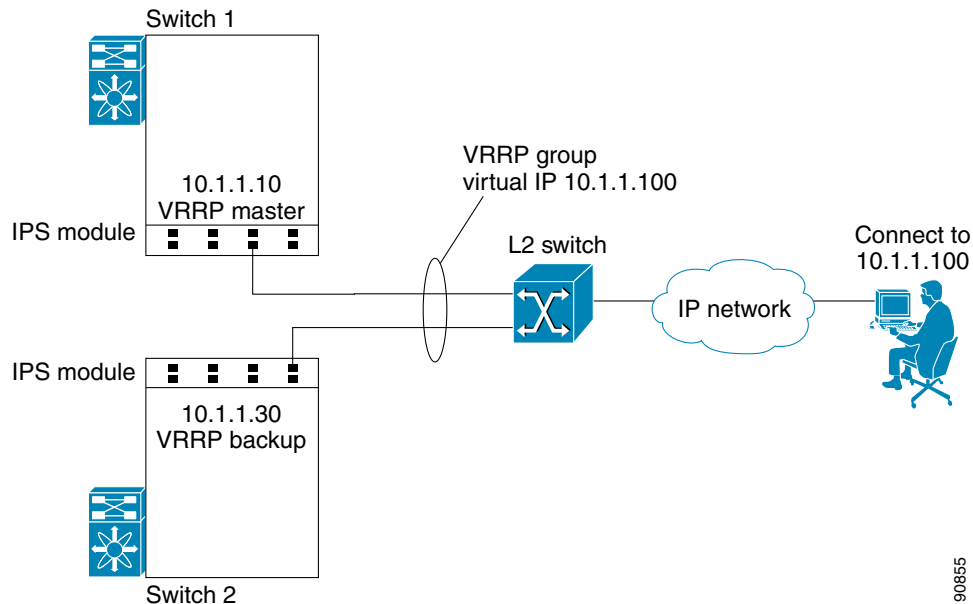 Switch 1
10.1.1.10
VRRP master
IPS module
VRRP group
virtual IP 10.1.1.100
L2 switch
IP network
Connect to
10.1.1.100
IPS module
10.1.1.30
VRRP backup
Switch 2
90855